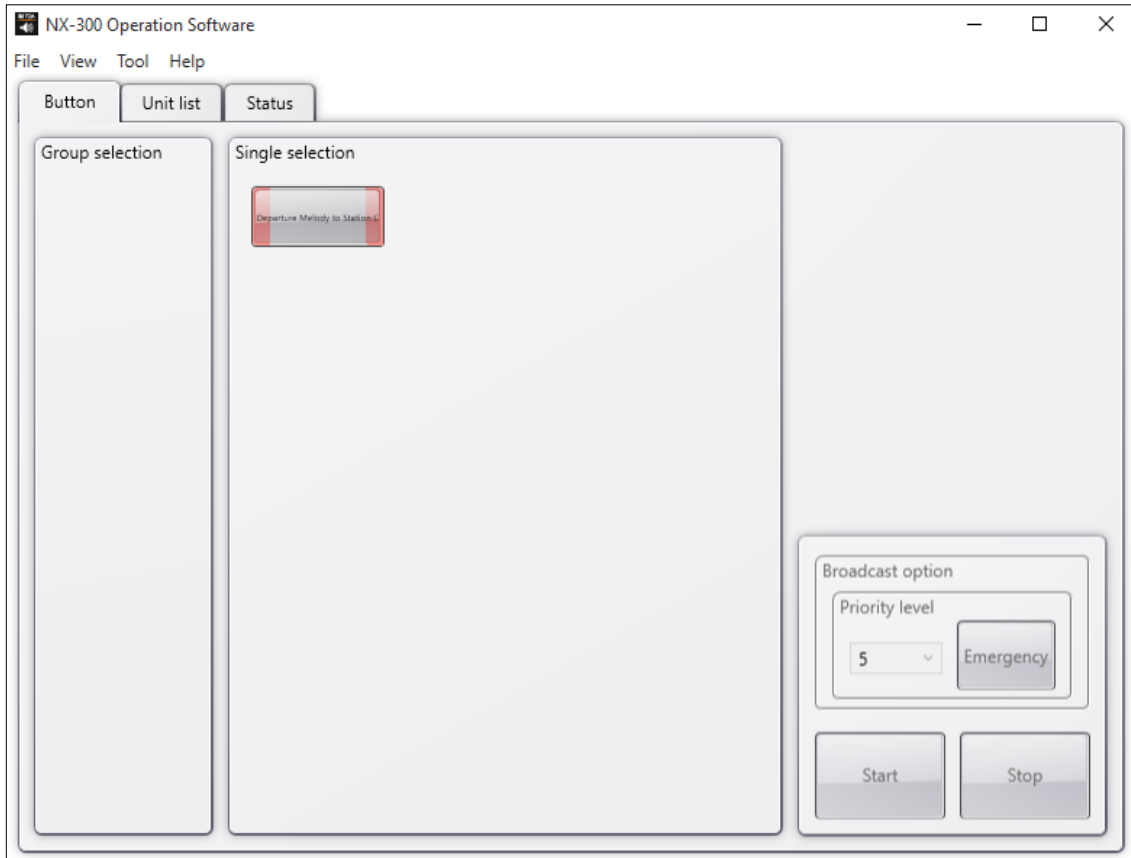 NX-300 Operation Software
File View Tool Help
Button Unit list Status
Group selection
Single selection
Departure Melody to Station
Broadcast option
Priority level
5
Emergency
Start Stop